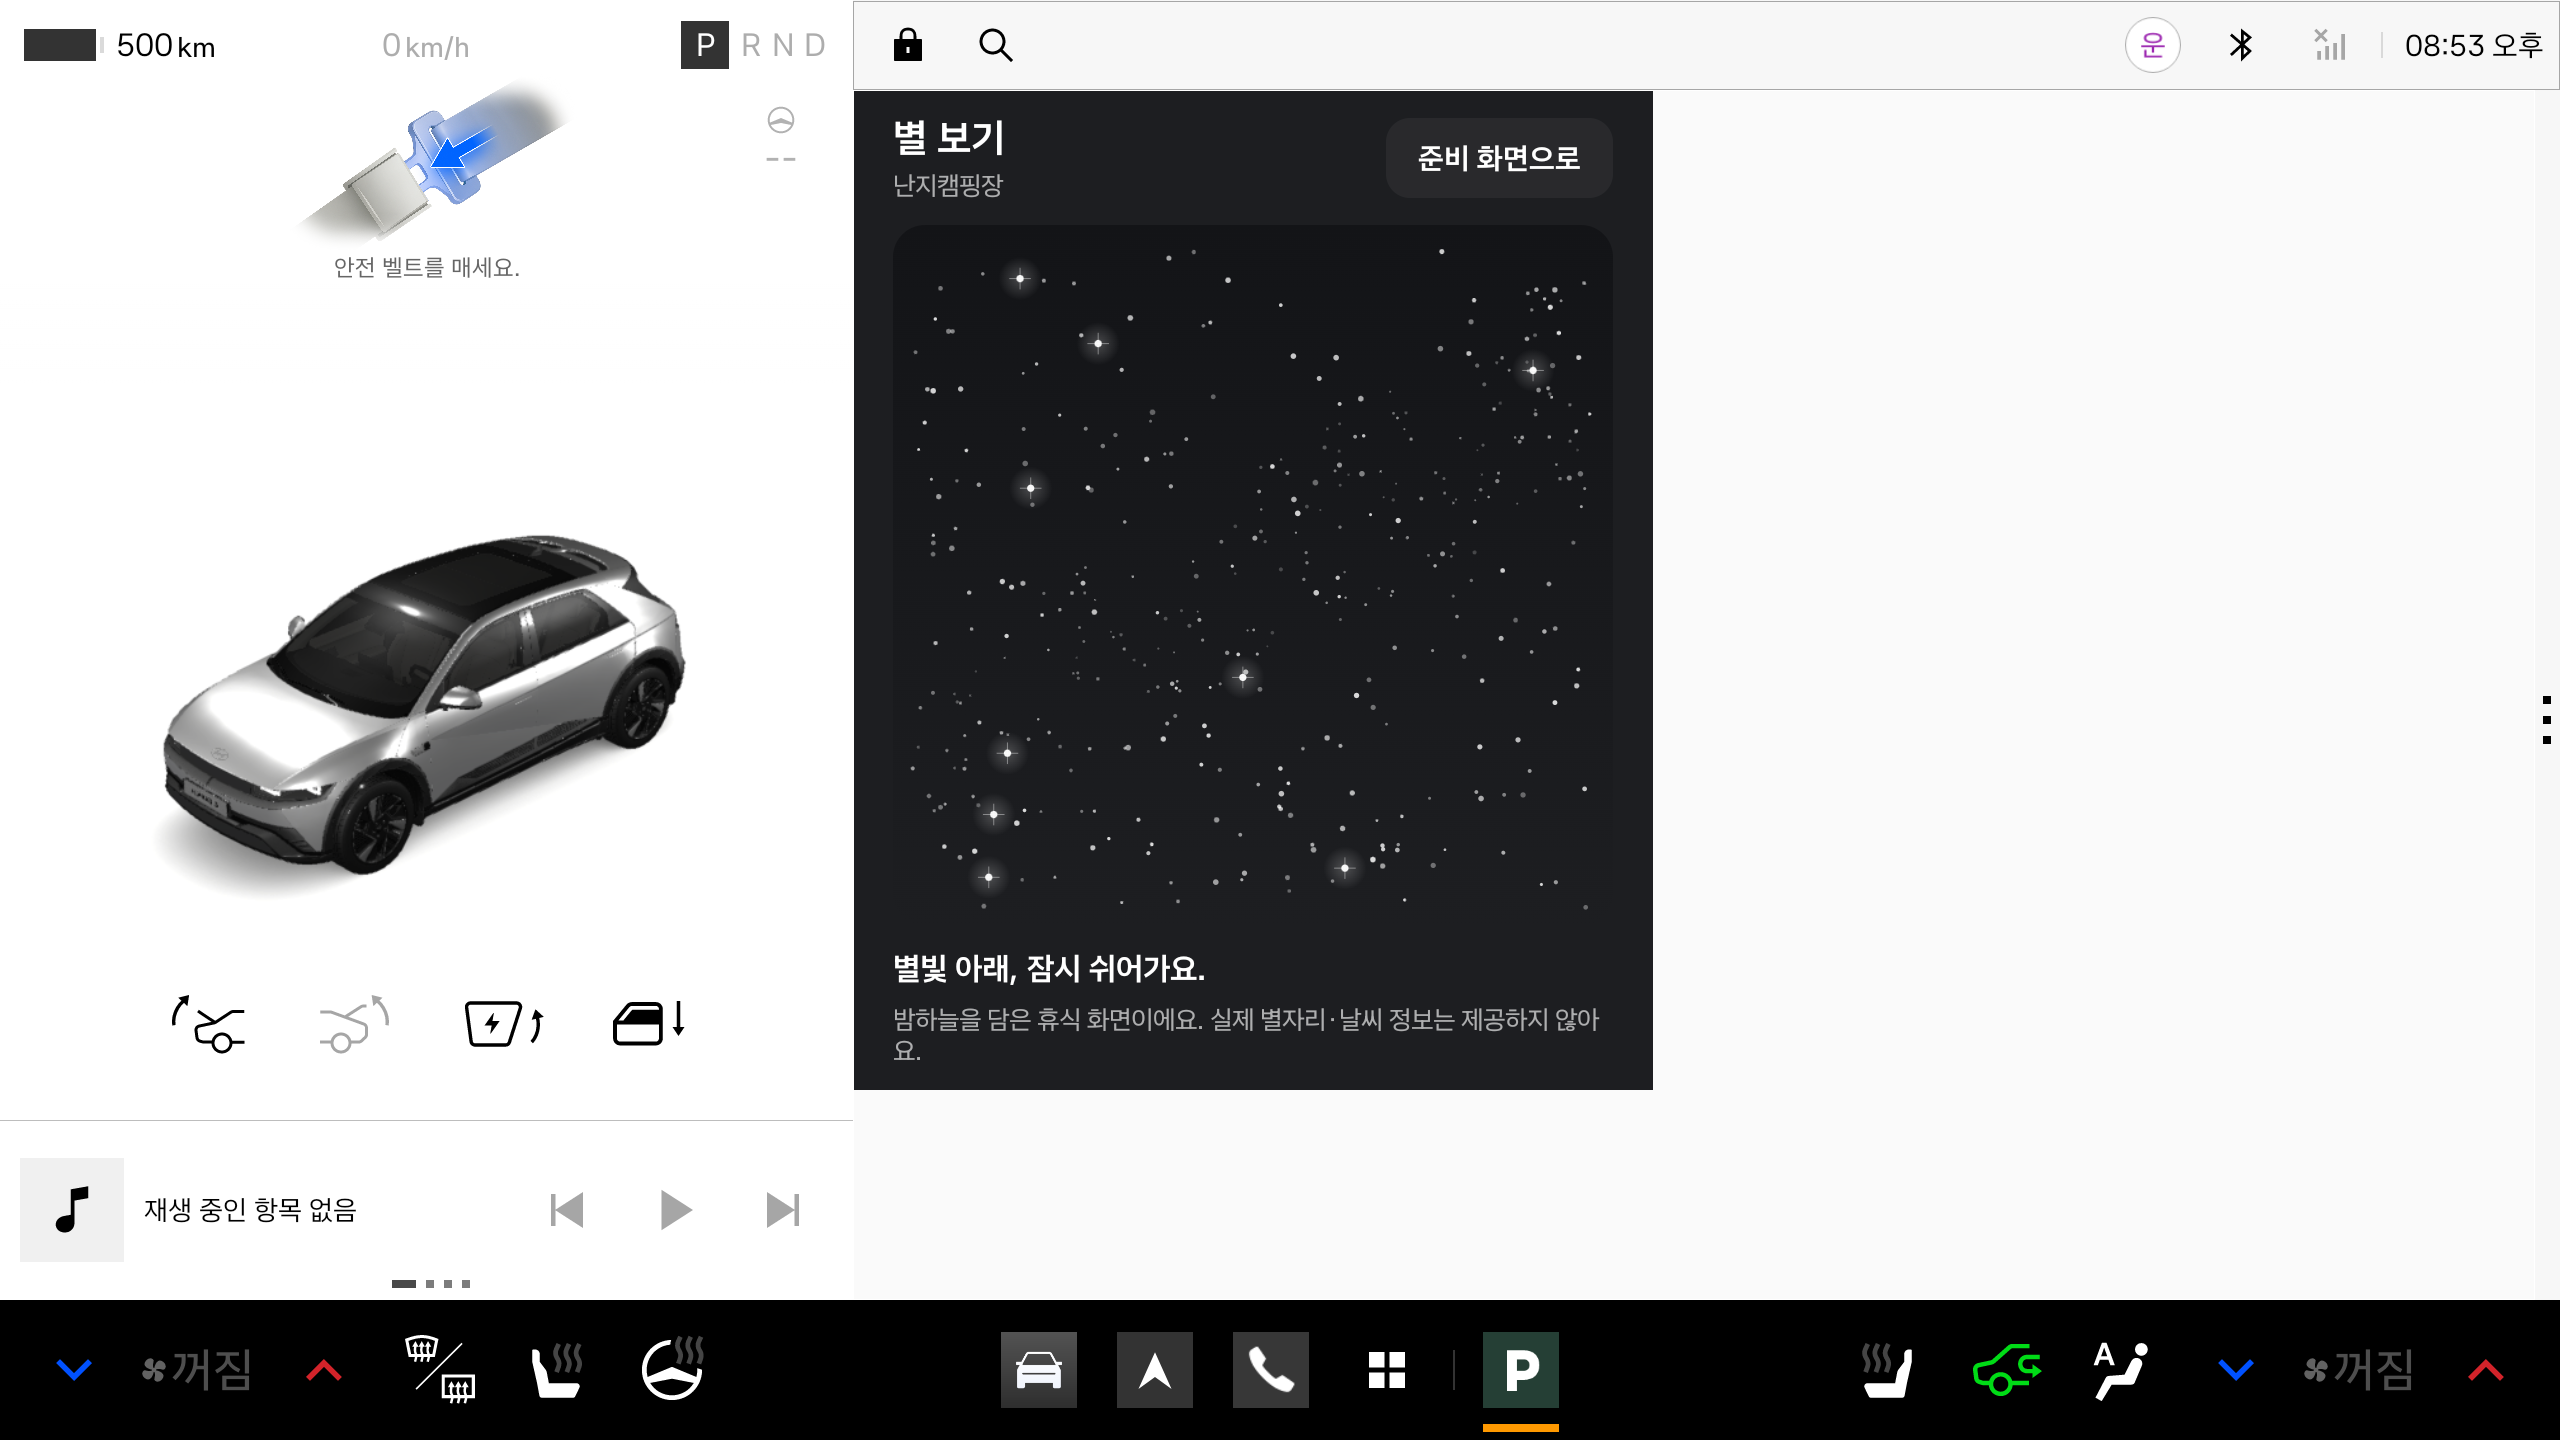 500 km
0 km/h
P R N D
운
08:53 오후
안전 벨트를 매세요.
별 보기
난지캠핑장
준비 화면으로
별빛 아래, 잠시 쉬어가요.
밤하늘을 담은 휴식 화면이에요. 실제 별자리·날씨 정보는 제공하지 않아
요.
재생 중인 항목 없음
꺼짐
P
A
꺼짐